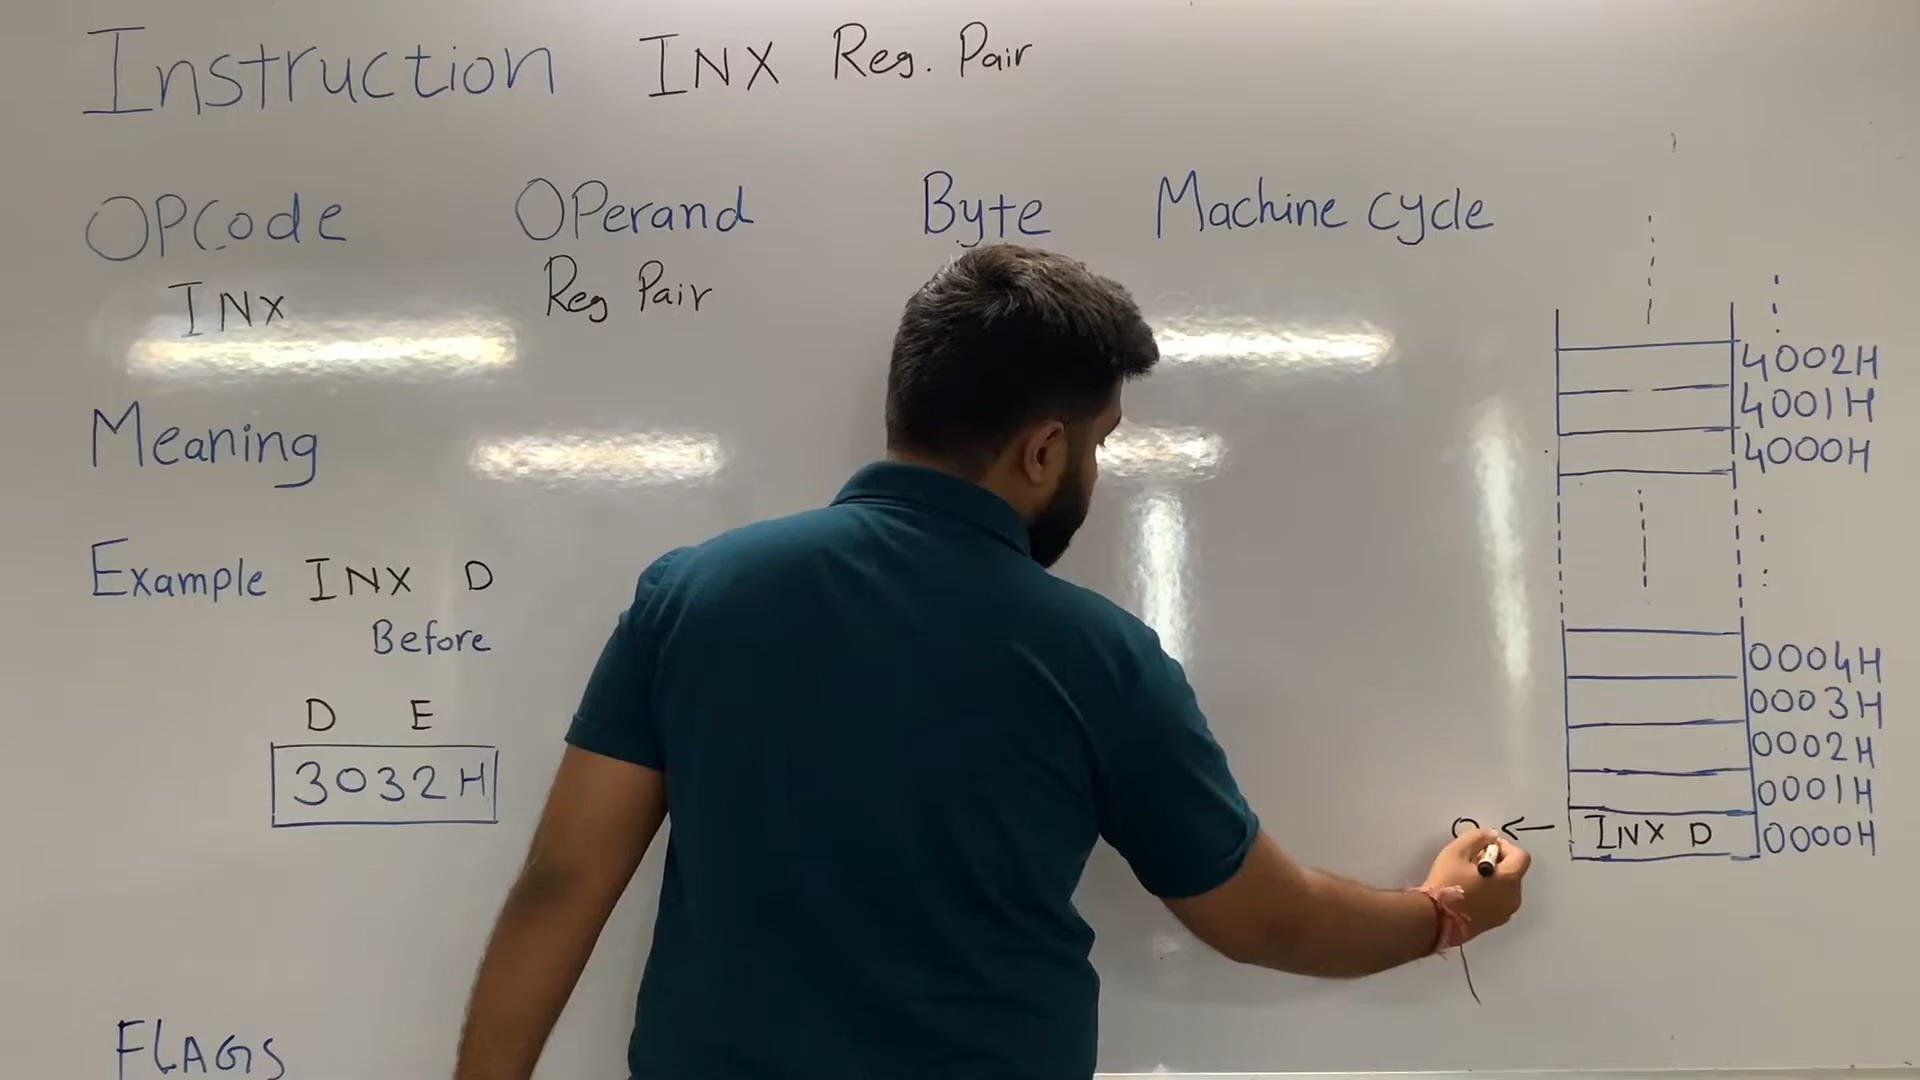 Instruction INX Reg. Pair
OPCode OPerand Byte Machine cycle
INX Reg Pair
Meaning
Example INX D
Before
D E
3032H
FLAGS
4002H
4001H
4000H
0004H
0003H
0002H
0001H
O ← INX D 0000H